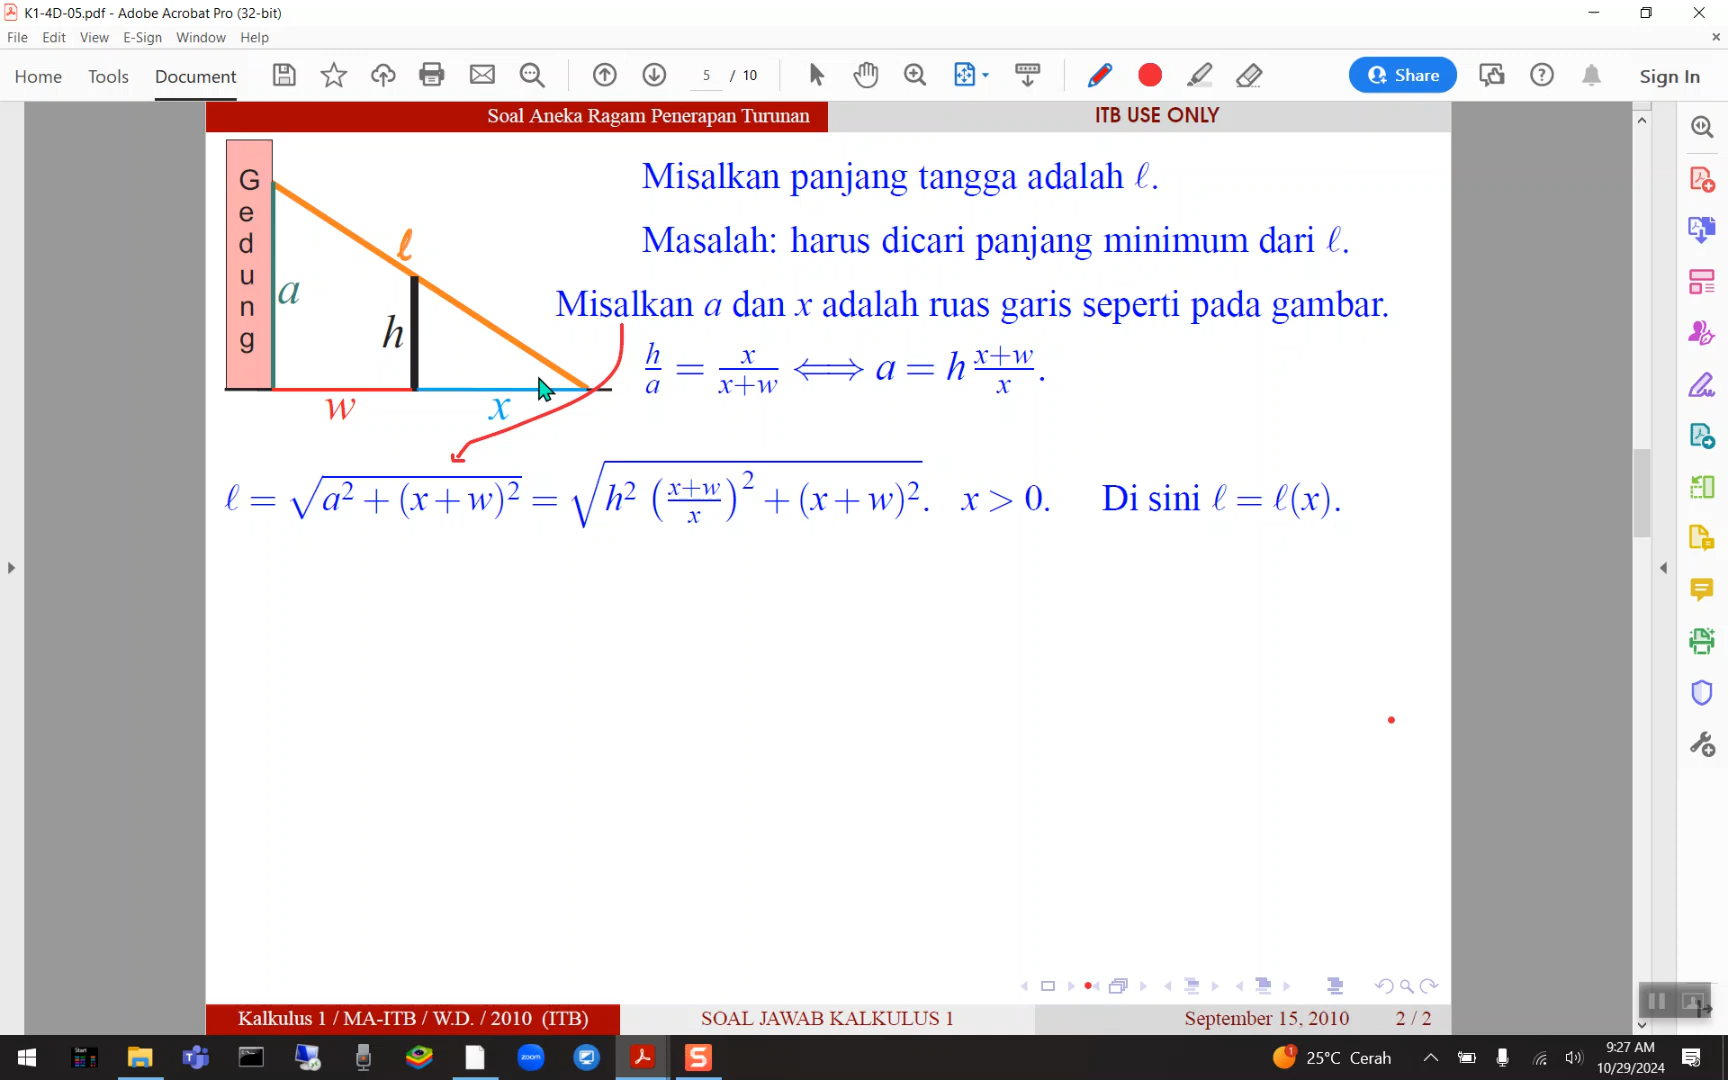 K1-4D-05.pdf - Adobe Acrobat Pro (32-bit)
File Edit View E-Sign Window Help
Home Tools Document 5 / 10 Share Sign In
Soal Aneka Ragam Penerapan Turunan ITB USE ONLY
Gedung
a
ℓ
h
w
x
Misalkan panjang tangga adalah ℓ.
Masalah: harus dicari panjang minimum dari ℓ.
Misalkan a dan x adalah ruas garis seperti pada gambar.
h/a = x/(x+w) ⟺ a = h (x+w)/x.
ℓ = √(a² + (x+w)²) = √(h² ((x+w)/x)² + (x+w)²). x > 0. Di sini ℓ = ℓ(x).
Kalkulus 1 / MA-ITB / W.D. / 2010 (ITB) SOAL JAWAB KALKULUS 1 September 15, 2010 2 / 2
Start zoom S 1 25°C Cerah 9:27 AM
10/29/2024